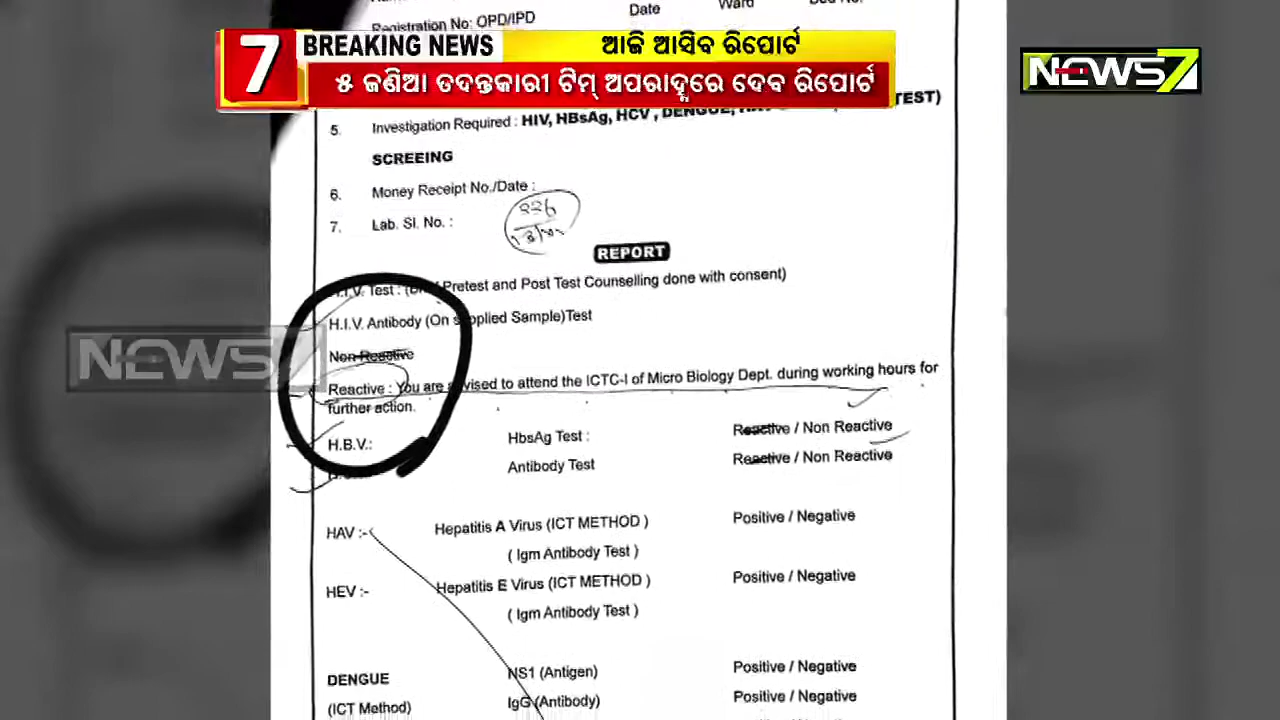 Registration No: OPD/IPD Date Ward
7 BREAKING NEWS ଆଜି ଆସିବ ରିପୋର୍ଟ
୫ ଜଣିଆ ତଦନ୍ତକାରୀ ଟିମ୍ ଅପରାହ୍ନରେ ଦେବ ରିପୋର୍ଟ
NEWS7
5. Investigation Required : HIV, HBsAg, HCV , DENGUE, TEST)
SCREEING
6. Money Receipt No./Date :
7. Lab. Sl. No. :
REPORT
H.I.V. Test : Pretest and Post Test Counselling done with consent)
H.I.V. Antibody (On supplied Sample)Test
NEWS7
Non-Reactive
Reactive : You are advised to attend the ICTC-I of Micro Biology Dept. during working hours for
further action.
H.B.V.: HbsAg Test : Reactive / Non Reactive
Antibody Test Reactive / Non Reactive
HAV :- Hepatitis A Virus (ICT METHOD ) Positive / Negative
( Igm Antibody Test )
HEV :- Hepatitis E Virus (ICT METHOD ) Positive / Negative
( Igm Antibody Test )
DENGUE NS1 (Antigen) Positive / Negative
(ICT Method) IgG (Antibody) Positive / Negative